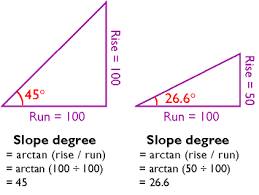 45°
Rise = 100
Run = 100
Slope degree
= arctan (rise / run)
= arctan (100 ÷ 100)
= 45
26.6°
Rise = 50
Run = 100
Slope degree
= arctan (rise / run)
= arctan (50 ÷ 100)
= 26.6